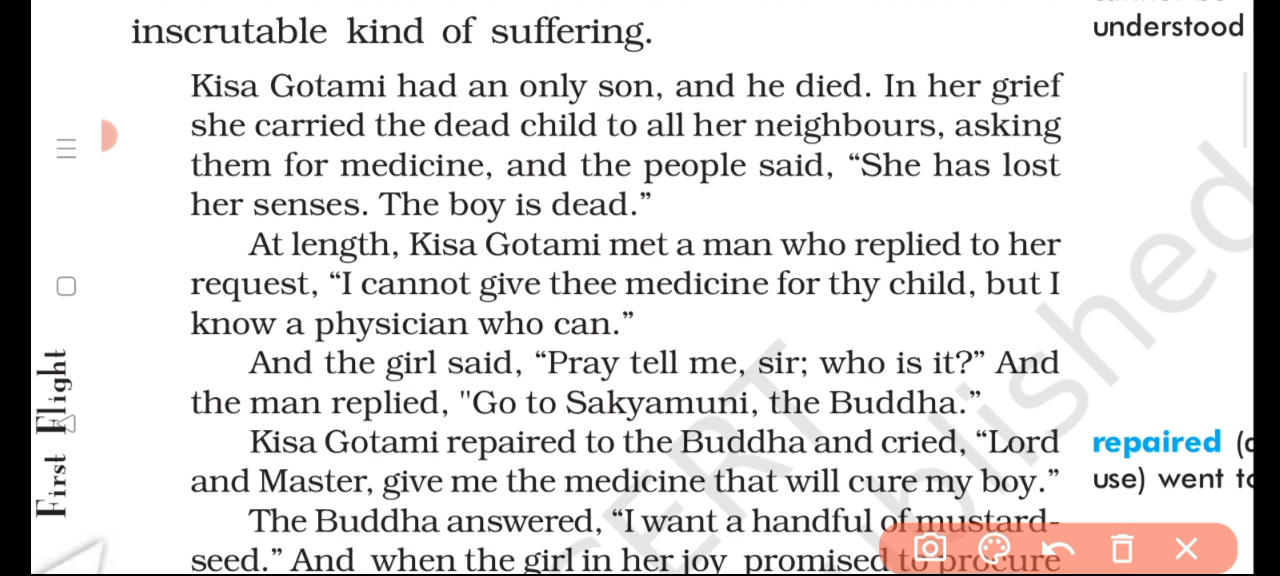 inscrutable kind of suffering.
understood
Kisa Gotami had an only son, and he died. In her grief
she carried the dead child to all her neighbours, asking
them for medicine, and the people said, “She has lost
her senses. The boy is dead.”
At length, Kisa Gotami met a man who replied to her
request, “I cannot give thee medicine for thy child, but I
know a physician who can.”
And the girl said, “Pray tell me, sir; who is it?” And
the man replied, "Go to Sakyamuni, the Buddha.”
Kisa Gotami repaired to the Buddha and cried, “Lord
and Master, give me the medicine that will cure my boy.”
repaired
use) went to
The Buddha answered, “I want a handful of mustard-
seed.” And when the girl in her joy promised to procure
First Flight